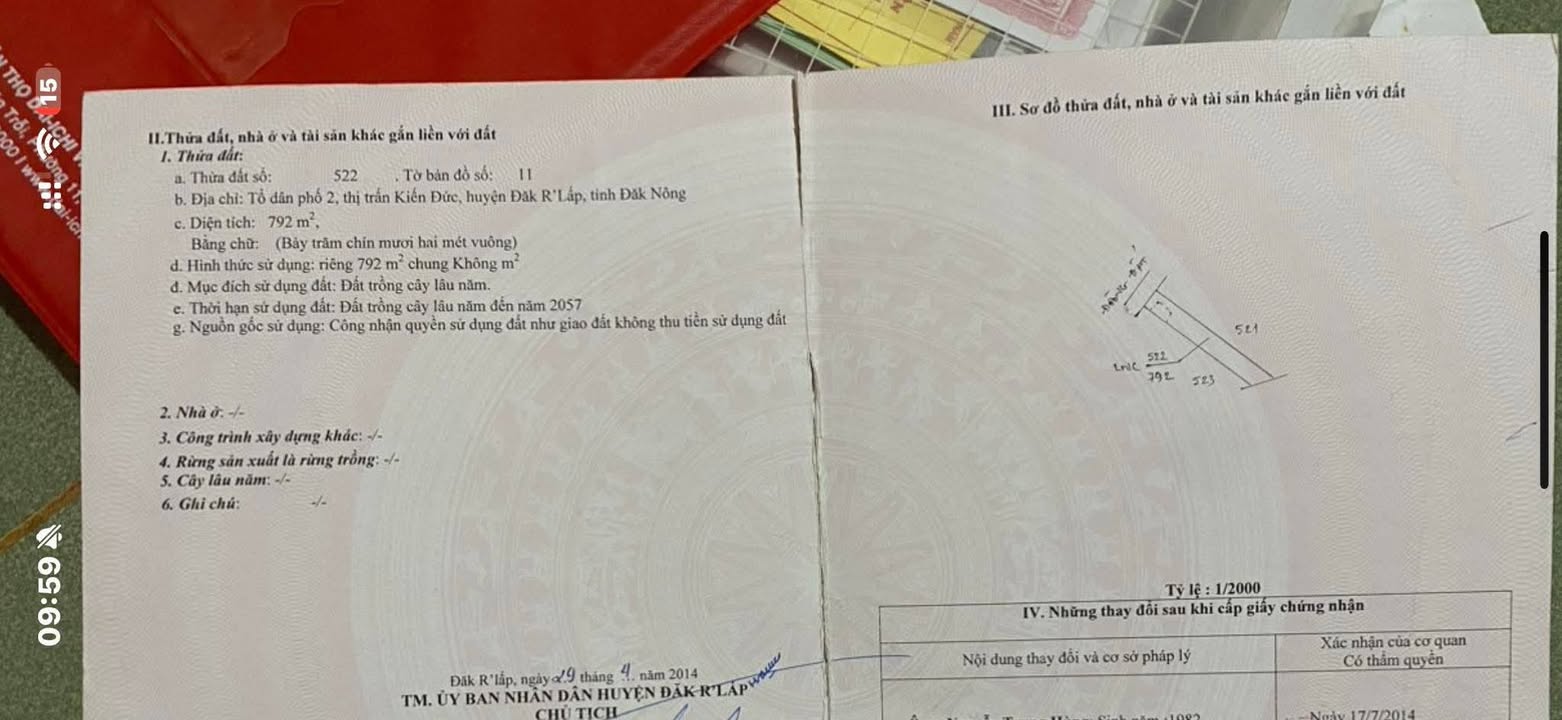 II.Thửa đất, nhà ở và tài sản khác gắn liền với đất
1. Thửa đất:
a. Thửa đất số: 522 . Tờ bản đồ số: 11
b. Địa chỉ: Tổ dân phố 2, thị trấn Kiến Đức, huyện Đăk R'Lấp, tỉnh Đăk Nông
c. Diện tích: 792 m²,
Bằng chữ: (Bảy trăm chín mươi hai mét vuông)
d. Hình thức sử dụng: riêng 792 m² chung Không m²
đ. Mục đích sử dụng đất: Đất trồng cây lâu năm.
e. Thời hạn sử dụng đất: Đất trồng cây lâu năm đến năm 2057
g. Nguồn gốc sử dụng: Công nhận quyền sử dụng đất như giao đất không thu tiền sử dụng đất
2. Nhà ở: -/-
3. Công trình xây dựng khác: -/-
4. Rừng sản xuất là rừng trồng: -/-
5. Cây lâu năm: -/-
6. Ghi chú: -/-
Đăk R'lấp, ngày 29 tháng 4. năm 2014
TM. ỦY BAN NHÂN DÂN HUYỆN ĐĂK R'LẤP
CHỦ TỊCH
III. Sơ đồ thửa đất, nhà ở và tài sản khác gắn liền với đất
521
LNC 522
792
523
Tỷ lệ : 1/2000
IV. Những thay đổi sau khi cấp giấy chứng nhận
Nội dung thay đổi và cơ sở pháp lý
Xác nhận của cơ quan
Có thẩm quyền
Ngày 17/7/2014
09:59
15